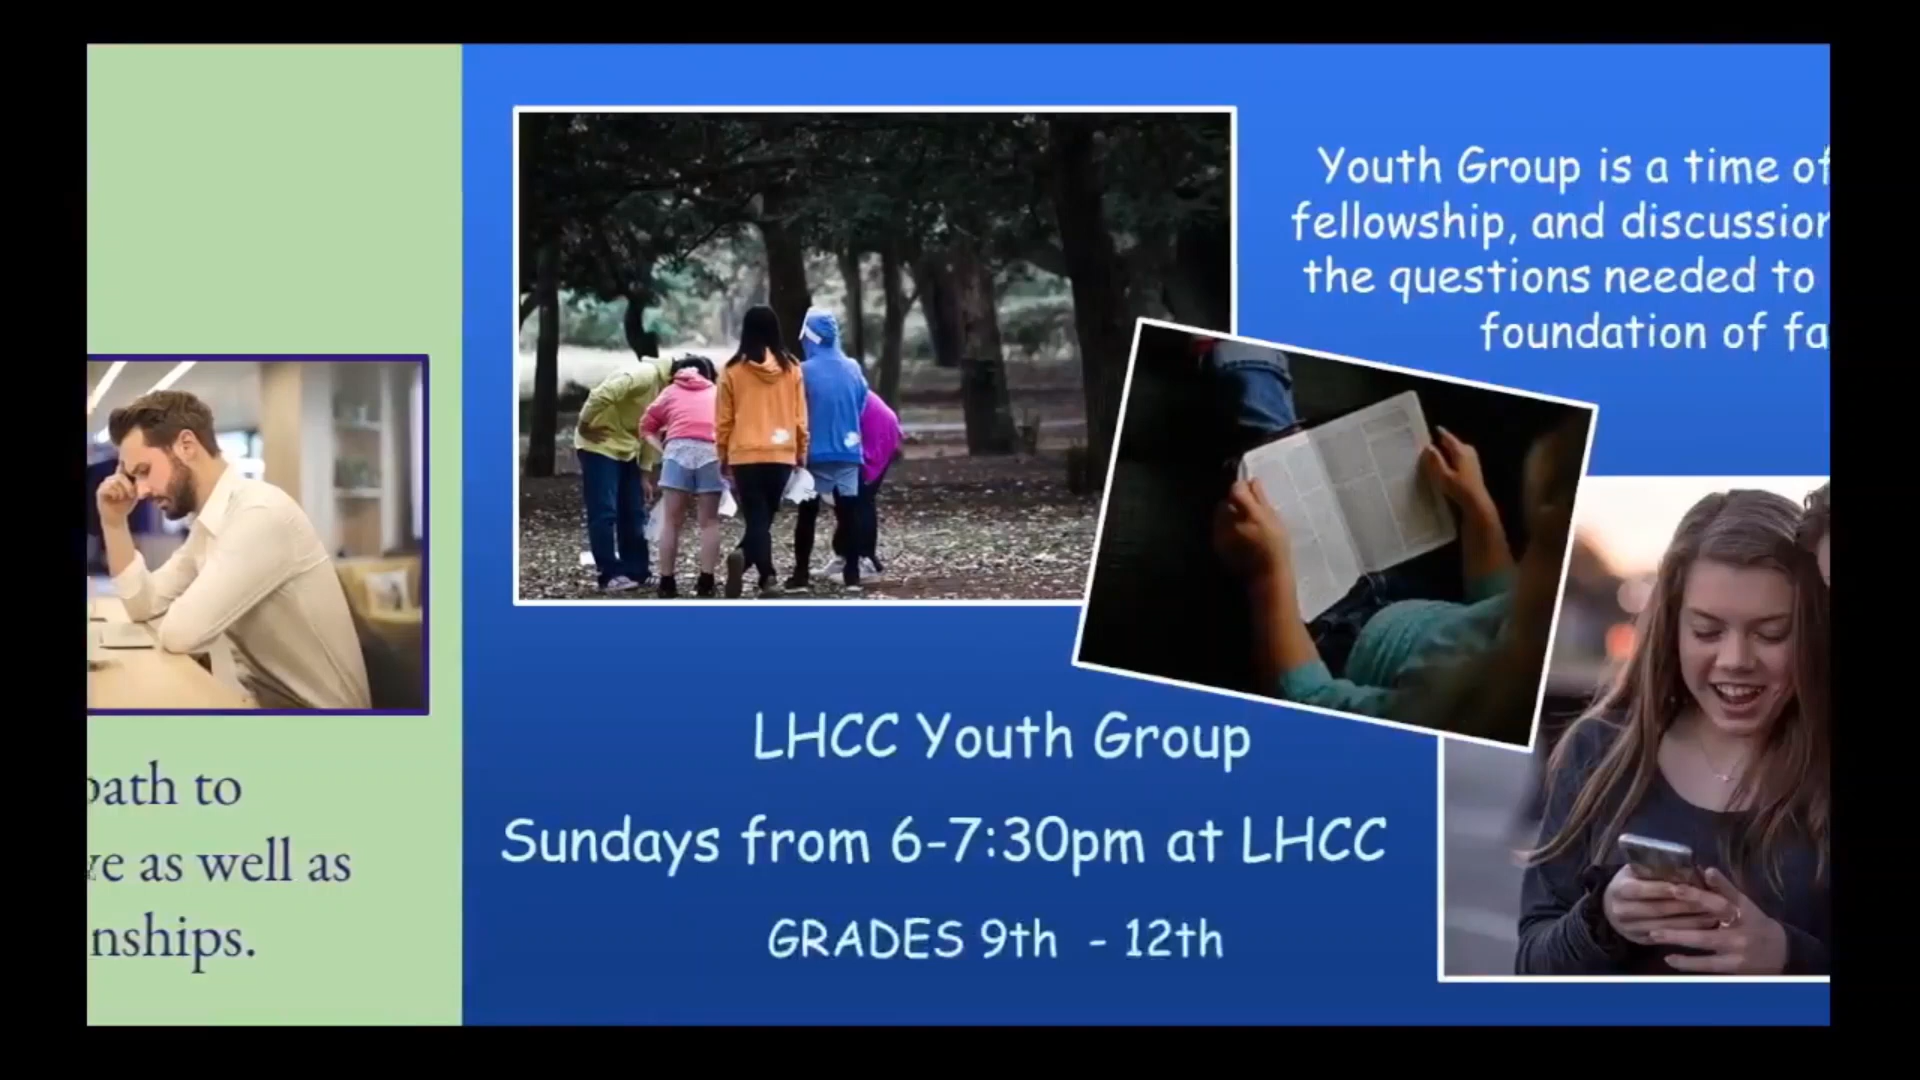 path to
ve as well as
nships.
Youth Group is a time of
fellowship, and discussion
the questions needed to
foundation of fa
LHCC Youth Group
Sundays from 6-7:30pm at LHCC
GRADES 9th - 12th